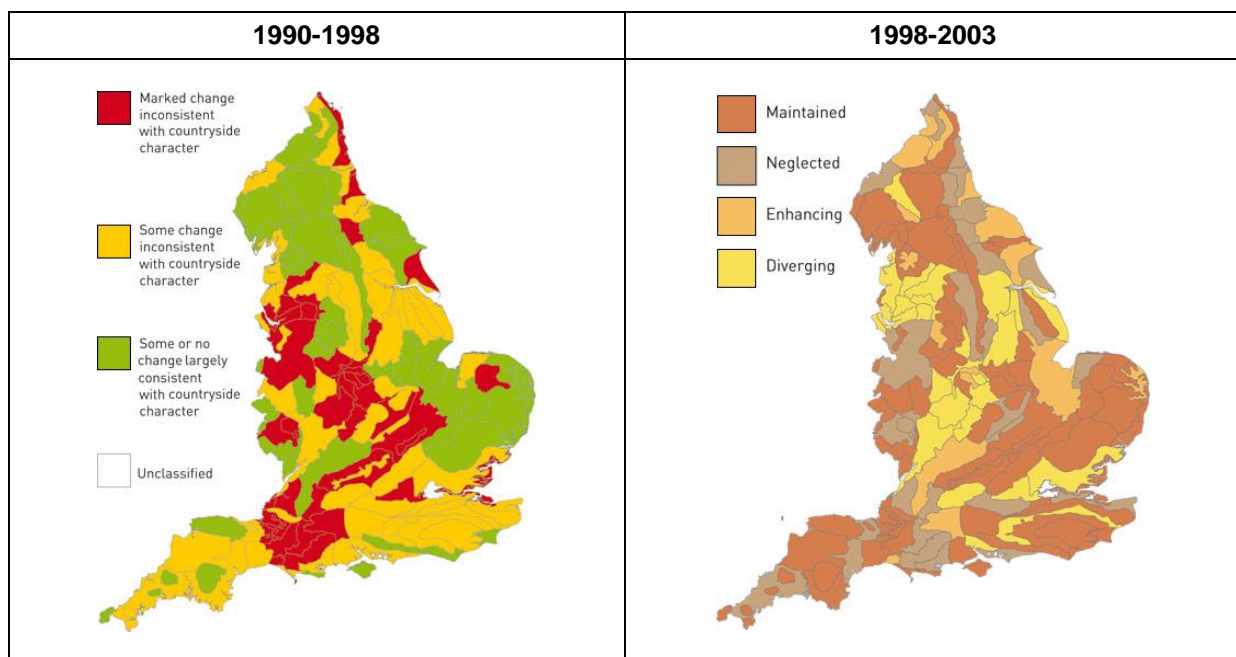 1990-1998
1998-2003
Marked change
inconsistent
with countryside
character
Some change
inconsistent
with countryside
character
Some or no
change largely
consistent
with countryside
character
Unclassified
Maintained
Neglected
Enhancing
Diverging